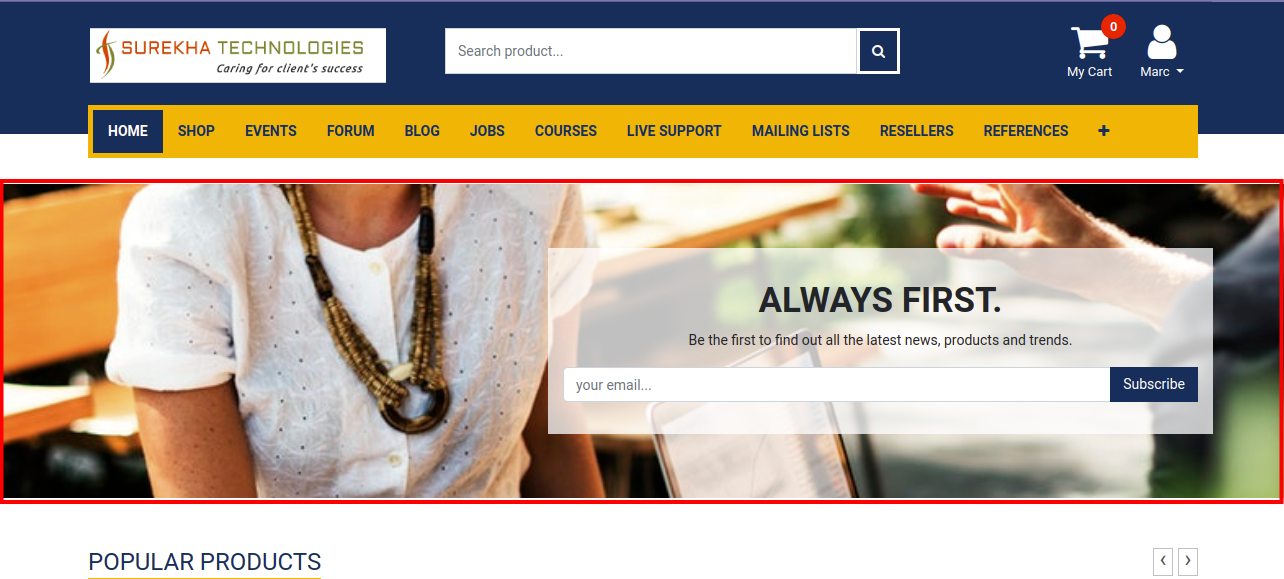 SUREKHA TECHNOLOGIES
Caring for client's success
Search product...
0
My Cart
Marc
HOME SHOP EVENTS FORUM BLOG JOBS COURSES LIVE SUPPORT MAILING LISTS RESELLERS REFERENCES +
ALWAYS FIRST.
Be the first to find out all the latest news, products and trends.
your email...
Subscribe
POPULAR PRODUCTS